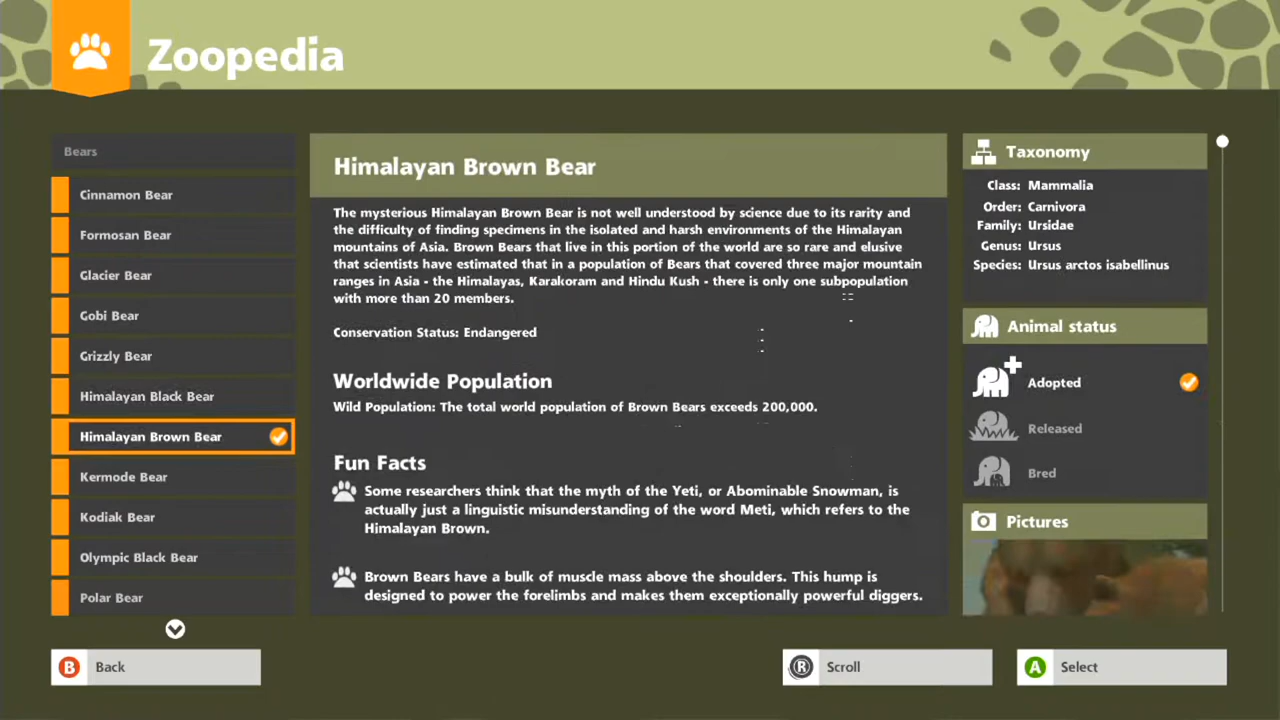 Zoopedia
Bears
Cinnamon Bear
Formosan Bear
Glacier Bear
Gobi Bear
Grizzly Bear
Himalayan Black Bear
Himalayan Brown Bear
Kermode Bear
Kodiak Bear
Olympic Black Bear
Polar Bear
Himalayan Brown Bear
The mysterious Himalayan Brown Bear is not well understood by science due to its rarity and
the difficulty of finding specimens in the isolated and harsh environments of the Himalayan
mountains of Asia. Brown Bears that live in this portion of the world are so rare and elusive
that scientists have estimated that in a population of Bears that covered three major mountain
ranges in Asia - the Himalayas, Karakoram and Hindu Kush - there is only one subpopulation
with more than 20 members.
Conservation Status: Endangered
Worldwide Population
Wild Population: The total world population of Brown Bears exceeds 200,000.
Fun Facts
Some researchers think that the myth of the Yeti, or Abominable Snowman, is
actually just a linguistic misunderstanding of the word Meti, which refers to the
Himalayan Brown.
Brown Bears have a bulk of muscle mass above the shoulders. This hump is
designed to power the forelimbs and makes them exceptionally powerful diggers.
Taxonomy
Class: Mammalia
Order: Carnivora
Family: Ursidae
Genus: Ursus
Species: Ursus arctos isabellinus
Animal status
Adopted
Released
Bred
Pictures
B Back
R Scroll
A Select